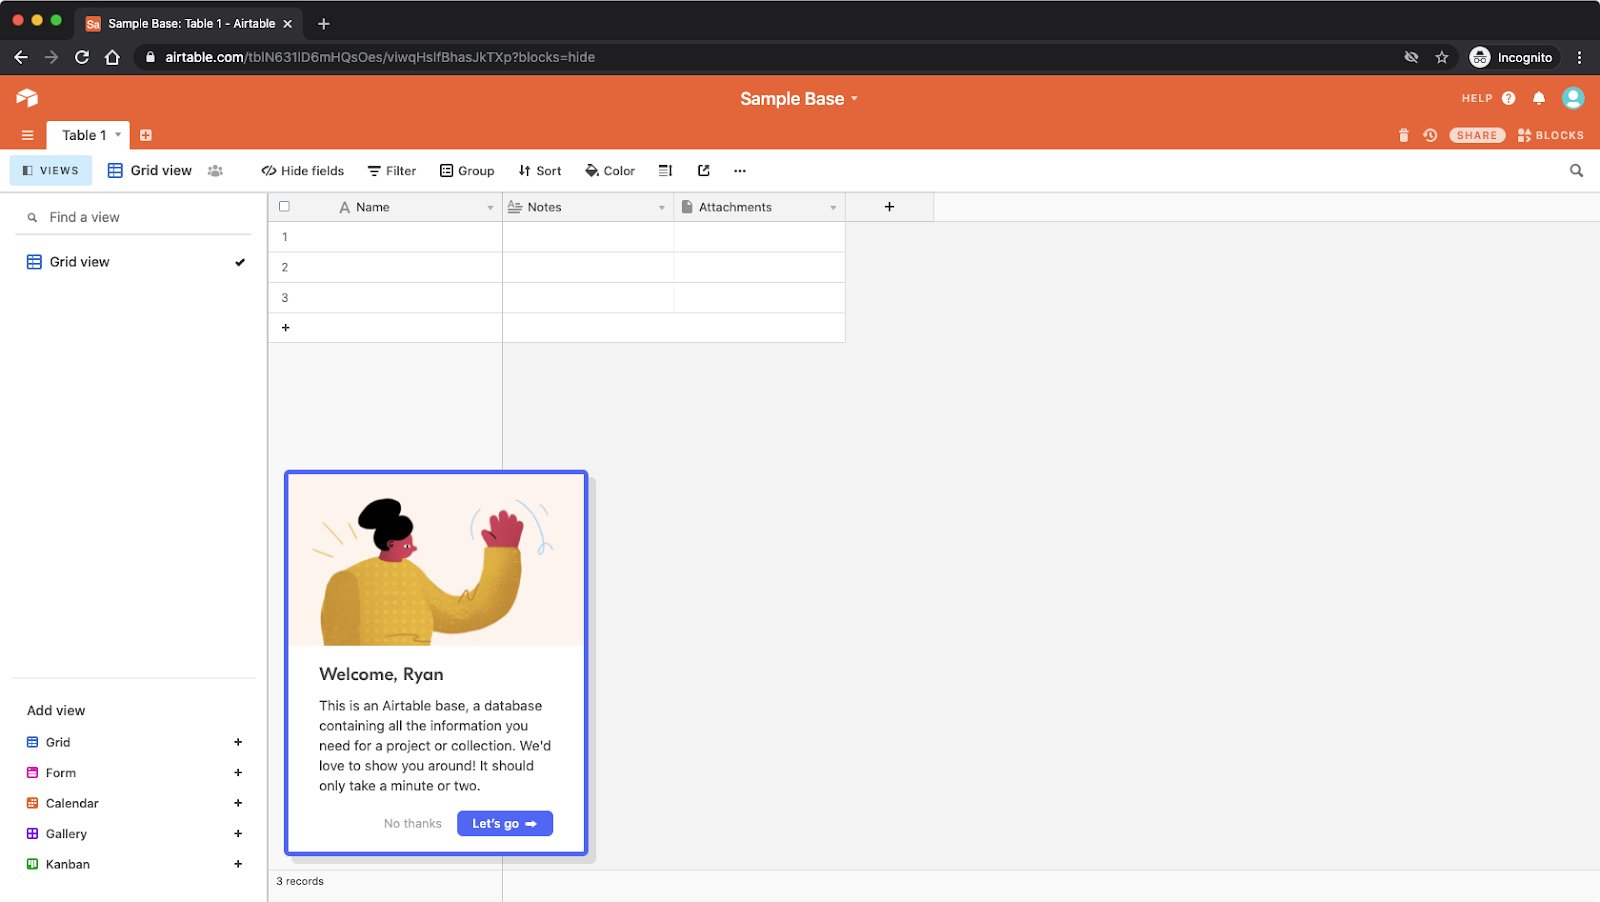 Sa Sample Base: Table 1 - Airtable
airtable.com/tblN631lD6mHQsOes/viwqHslfBhasJkTXp?blocks=hide
Incognito
Sample Base
HELP
Table 1
SHARE
BLOCKS
VIEWS
Grid view
Hide fields
Filter
Group
Sort
Color
Find a view
Grid view
Name
Notes
Attachments
1
2
3
Welcome, Ryan
This is an Airtable base, a database
containing all the information you
need for a project or collection. We'd
love to show you around! It should
only take a minute or two.
No thanks
Let's go
Add view
Grid
Form
Calendar
Gallery
Kanban
3 records